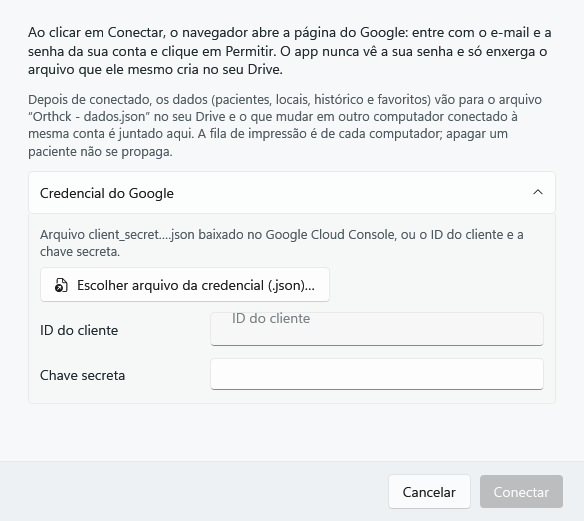 Ao clicar em Conectar, o navegador abre a página do Google: entre com o e-mail e a
senha da sua conta e clique em Permitir. O app nunca vê a sua senha e só enxerga o
arquivo que ele mesmo cria no seu Drive.
Depois de conectado, os dados (pacientes, locais, histórico e favoritos) vão para o arquivo
"Orthck - dados.json" no seu Drive e o que mudar em outro computador conectado à
mesma conta é juntado aqui. A fila de impressão é de cada computador; apagar um
paciente não se propaga.
Credencial do Google
Arquivo client_secret....json baixado no Google Cloud Console, ou o ID do cliente e a
chave secreta.
Escolher arquivo da credencial (.json)...
ID do cliente
ID do cliente
Chave secreta
Cancelar
Conectar